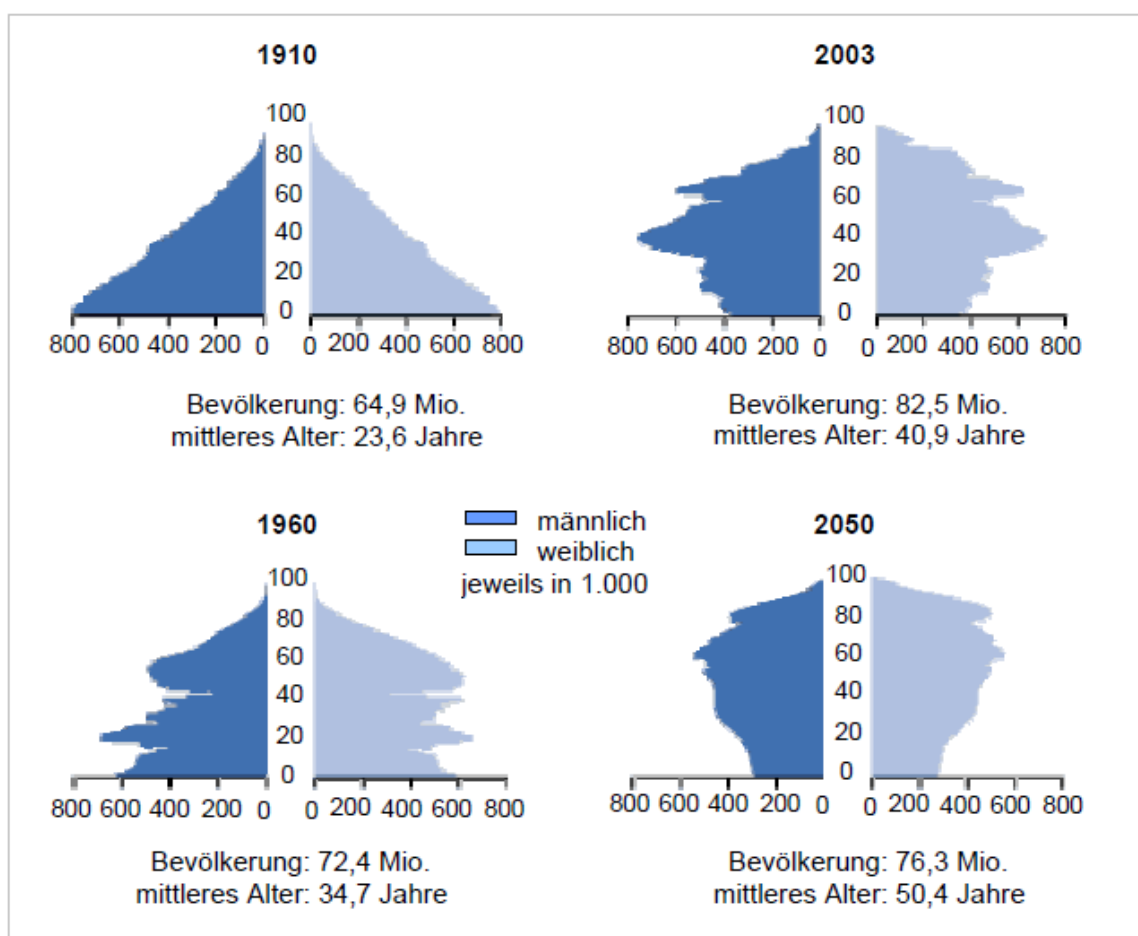 1910
100
80
60
40
20
0
800 600 400 200 0
0 200 400 600 800
Bevölkerung: 64,9 Mio.
mittleres Alter: 23,6 Jahre
2003
100
80
60
40
20
0
800 600 400 200 0
0 200 400 600 800
Bevölkerung: 82,5 Mio.
mittleres Alter: 40,9 Jahre
1960
100
80
60
40
20
0
800 600 400 200 0
0 200 400 600 800
Bevölkerung: 72,4 Mio.
mittleres Alter: 34,7 Jahre
männlich
weiblich
jeweils in 1.000
2050
100
80
60
40
20
0
800 600 400 200 0
0 200 400 600 800
Bevölkerung: 76,3 Mio.
mittleres Alter: 50,4 Jahre